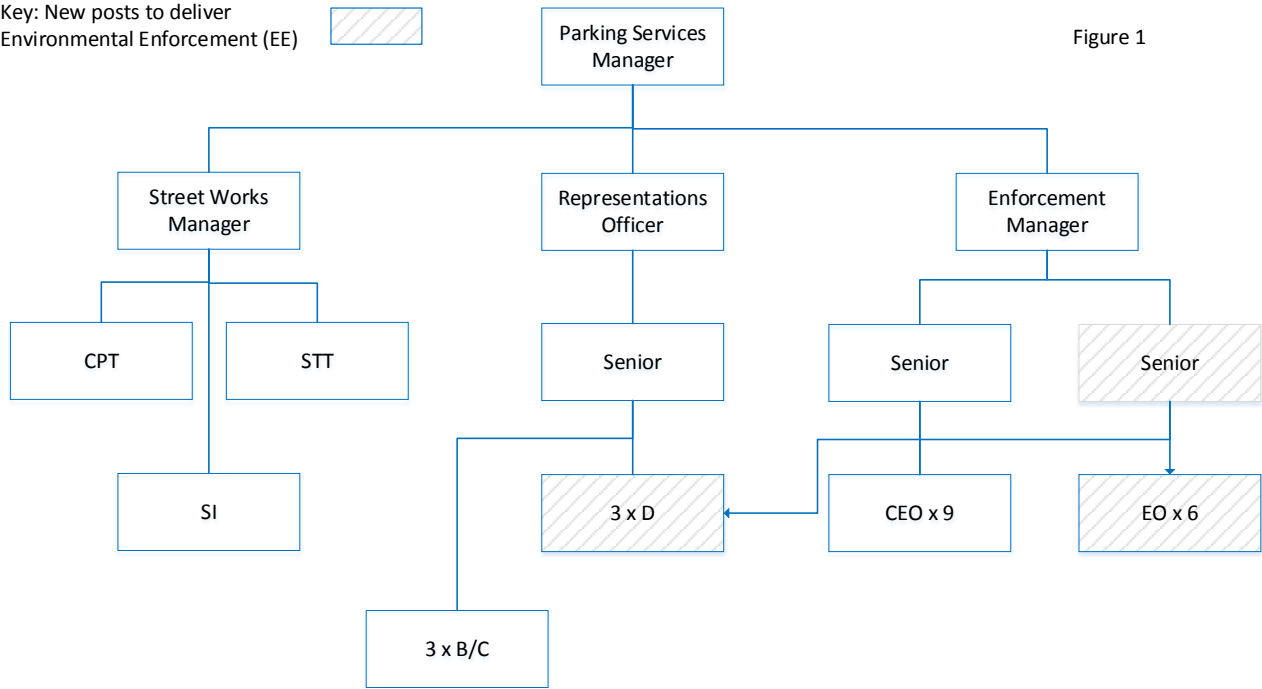 Key: New posts to deliver
Environmental Enforcement (EE)
Parking Services
Manager
Figure 1
Street Works
Manager
Representations
Officer
Enforcement
Manager
CPT
STT
Senior
Senior
Senior
SI
3 x D
CEO x 9
EO x 6
3 x B/C